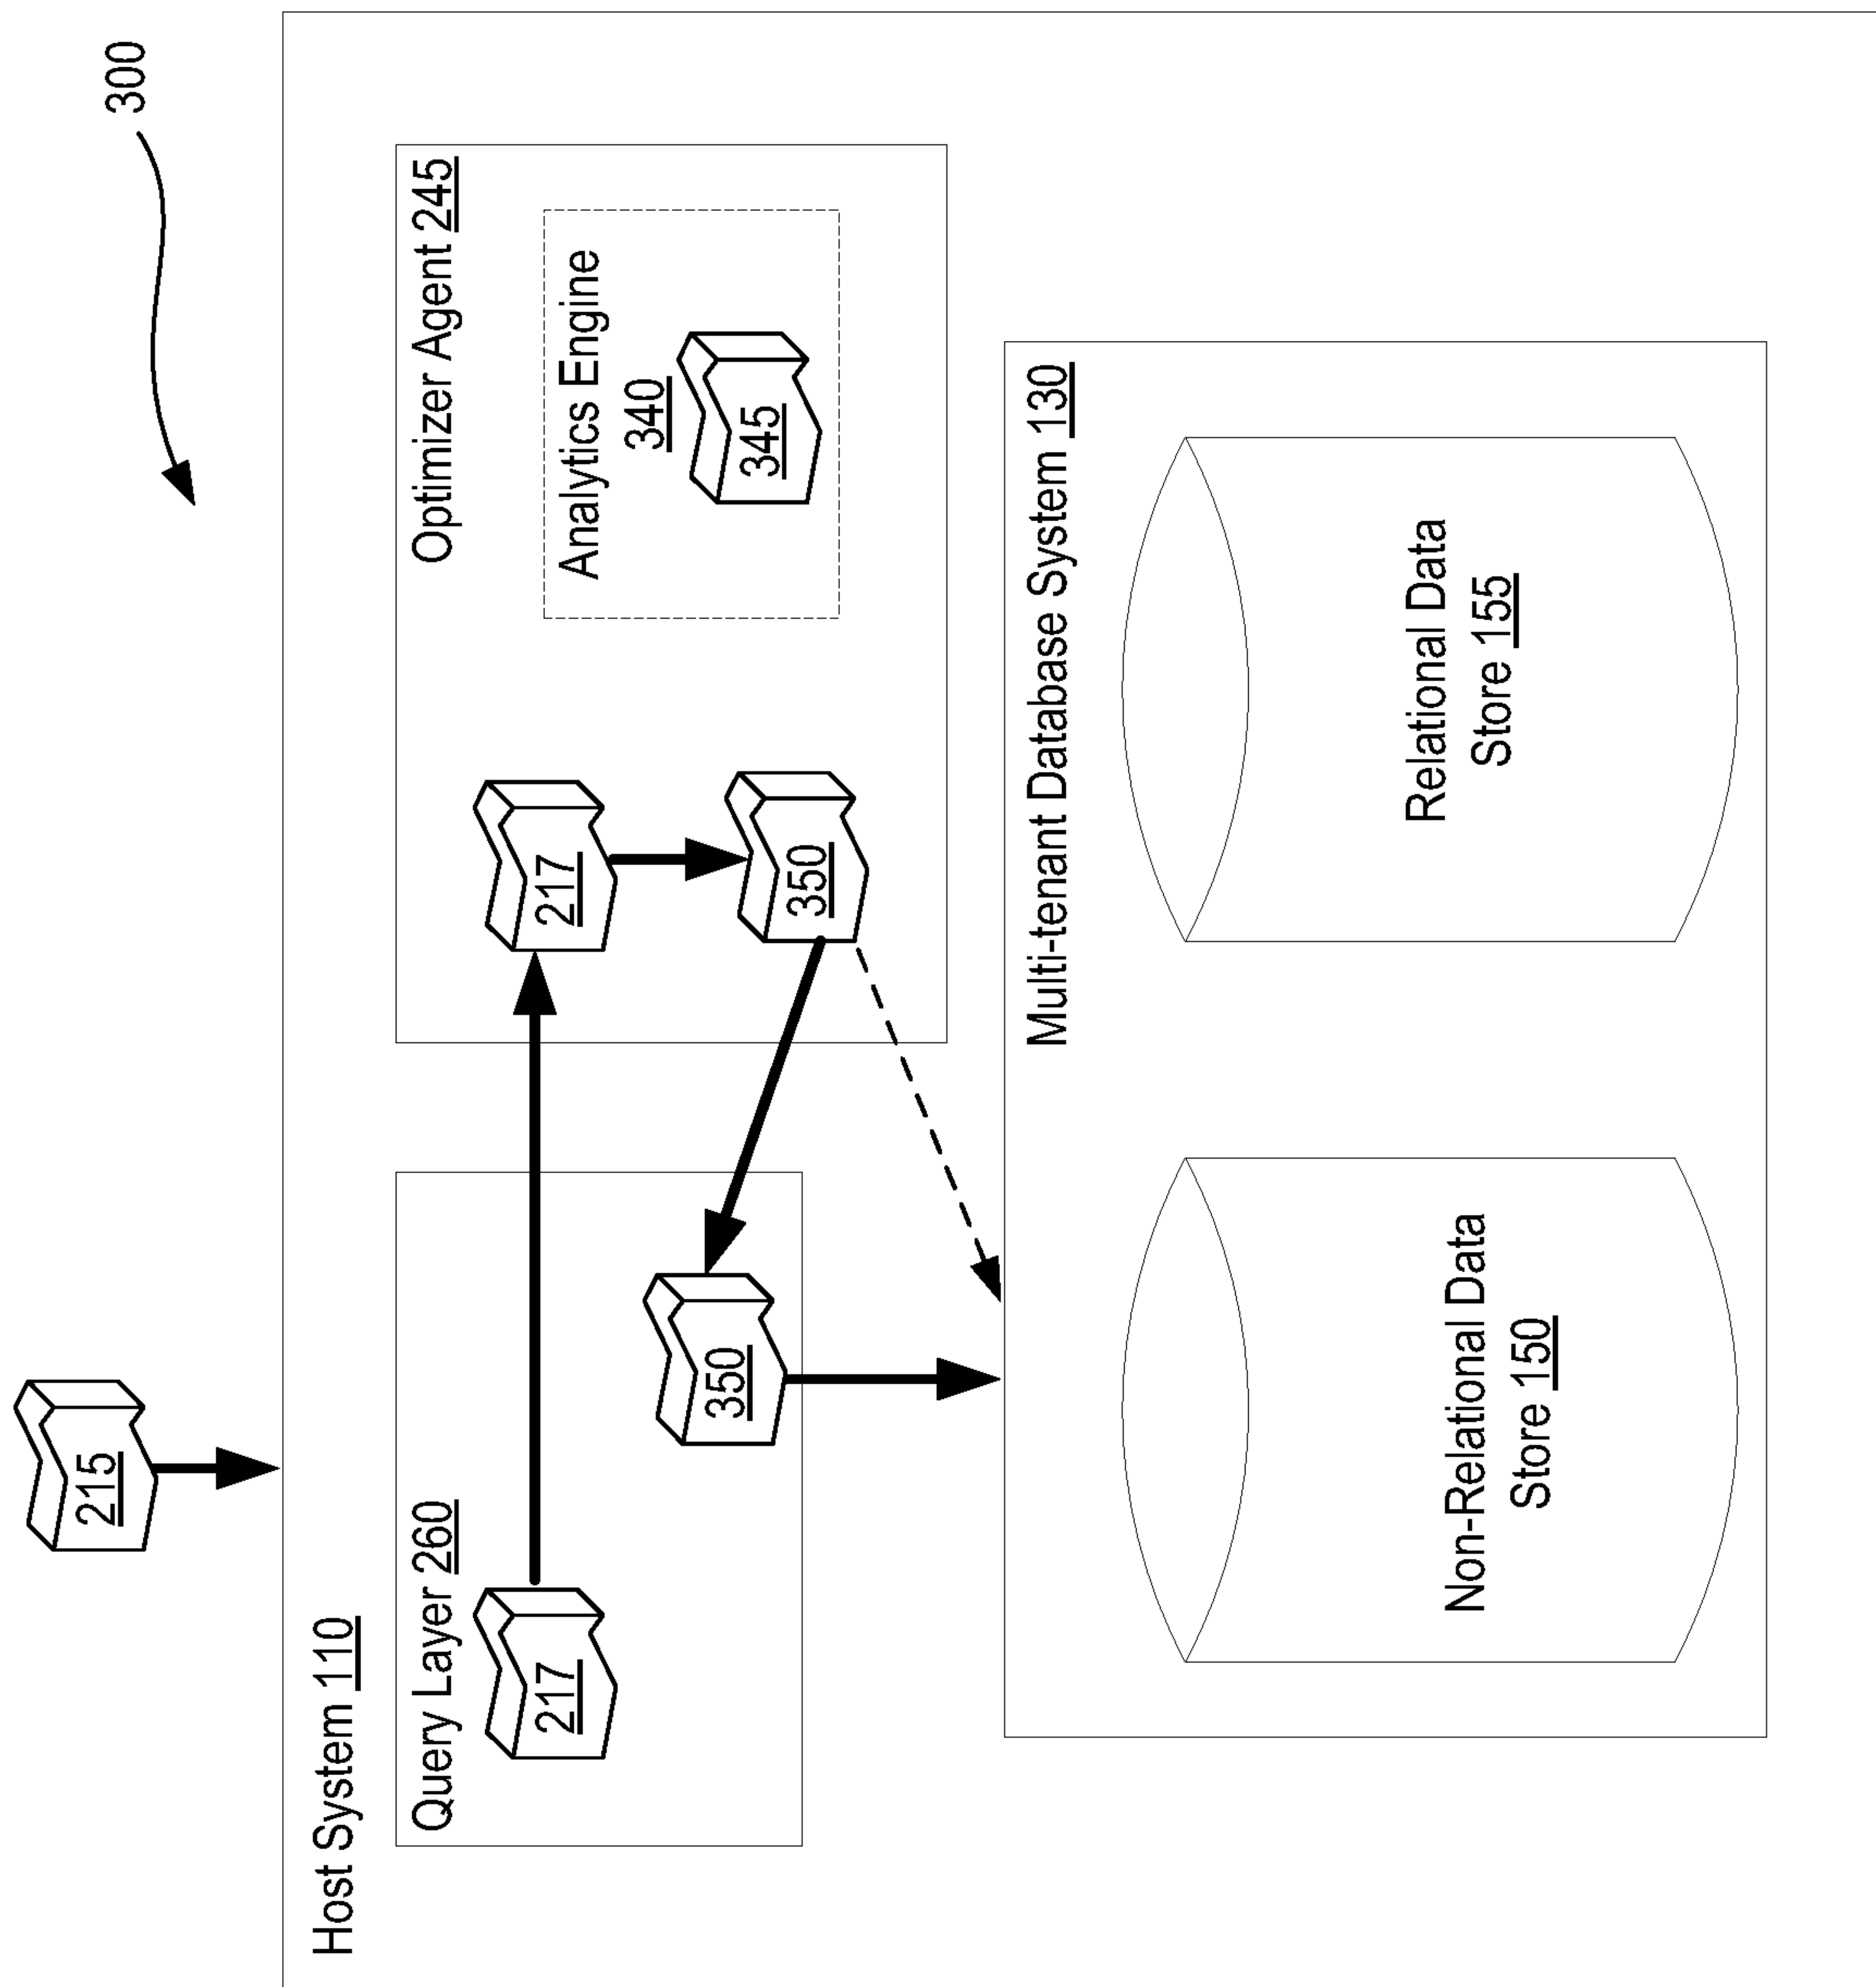 300
215
Host System 110
Query Layer 260
217
350
Optimizer Agent 245
217
350
Analytics Engine
340
345
Multi-tenant Database System 130
Non-Relational Data
Store 150
Relational Data
Store 155